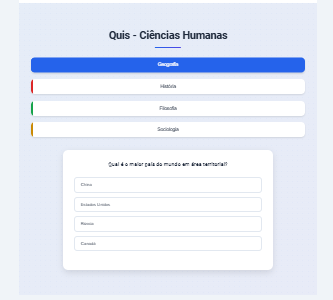 Quis - Ciências Humanas
Geografia
História
Filosofia
Sociologia
Qual é o maior país do mundo em área territorial?
China
Estados Unidos
Rússia
Canadá